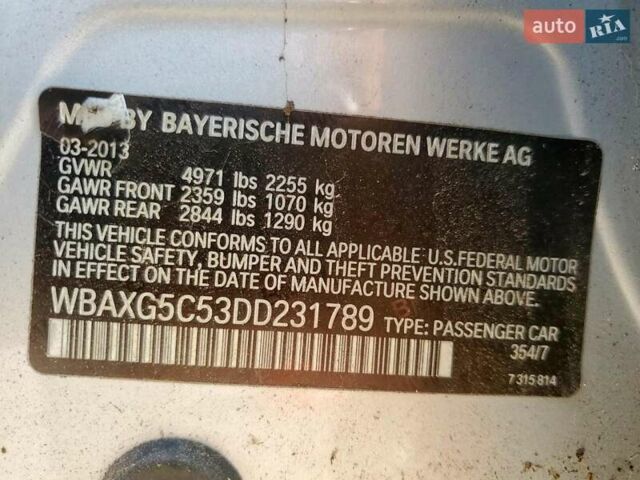 auto RIA .com
BY BAYERISCHE MOTOREN WERKE AG
03-2013
GVWR 4971 lbs 2255 kg
GAWR FRONT 2359 lbs 1070 kg
GAWR REAR 2844 lbs 1290 kg
THIS VEHICLE CONFORMS TO ALL APPLICABLE U.S.FEDERAL MOTOR
VEHICLE SAFETY, BUMPER AND THEFT PREVENTION STANDARDS
IN EFFECT ON THE DATE OF MANUFACTURE SHOWN ABOVE.
WBAXG5C53DD231789 TYPE: PASSENGER CAR
354/7
7 315 814